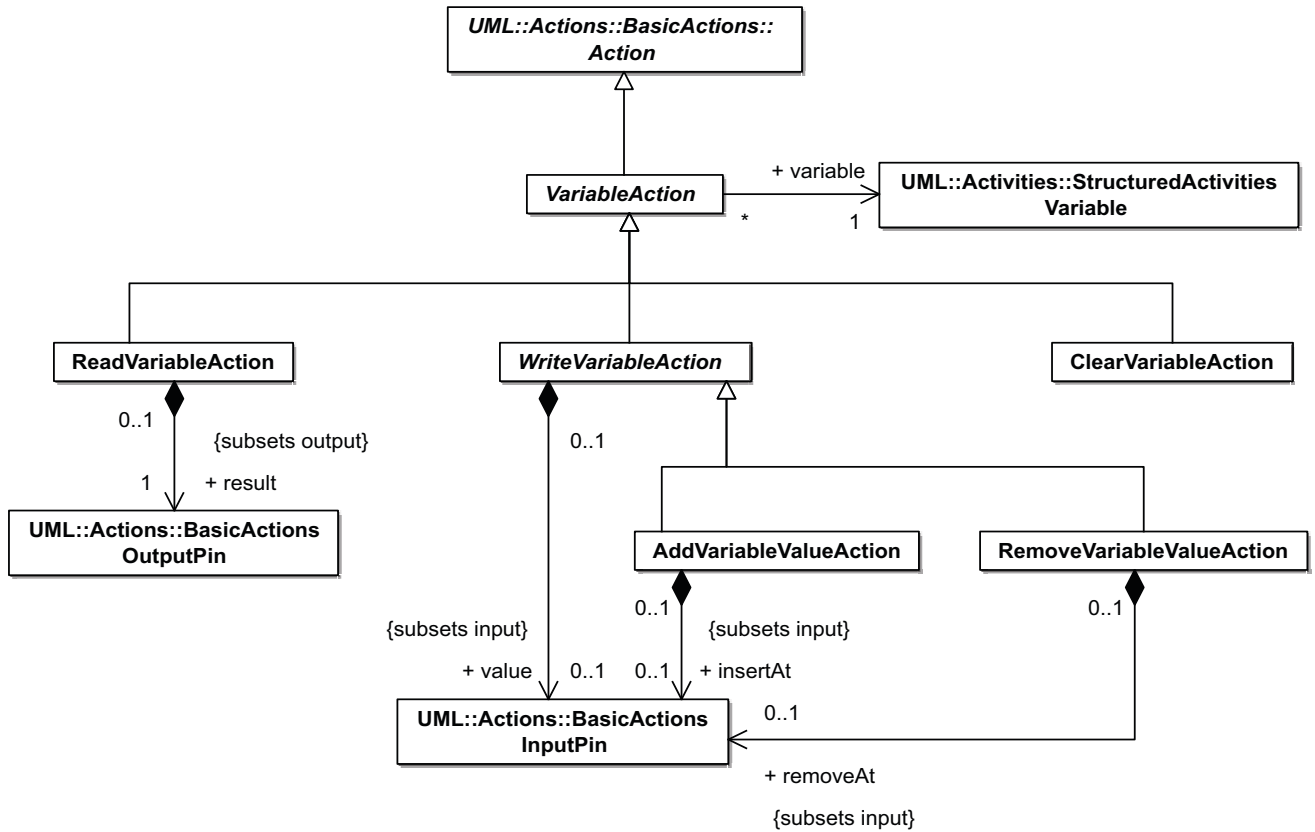 UML::Actions::BasicActions::
Action
+ variable
VariableAction
UML::Activities::StructuredActivities
Variable
*
1
ReadVariableAction
WriteVariableAction
ClearVariableAction
0..1
{subsets output}
0..1
1
+ result
UML::Actions::BasicActions
OutputPin
AddVariableValueAction
RemoveVariableValueAction
0..1
0..1
{subsets input}
{subsets input}
+ value
0..1
0..1
+ insertAt
UML::Actions::BasicActions
InputPin
0..1
+ removeAt
{subsets input}